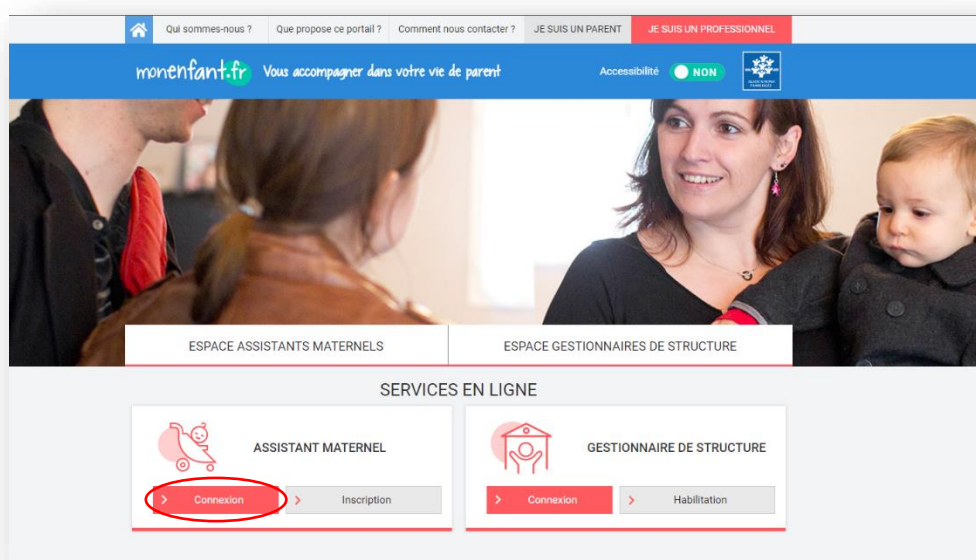 Qui sommes-nous ? Que propose ce portail ? Comment nous contacter ? JE SUIS UN PARENT JE SUIS UN PROFESSIONNEL
monenfant.fr Vous accompagner dans votre vie de parent Accessibilité NON
ESPACE ASSISTANTS MATERNELS ESPACE GESTIONNAIRES DE STRUCTURE
SERVICES EN LIGNE
ASSISTANT MATERNEL GESTIONNAIRE DE STRUCTURE
Connexion Inscription Connexion Habilitation